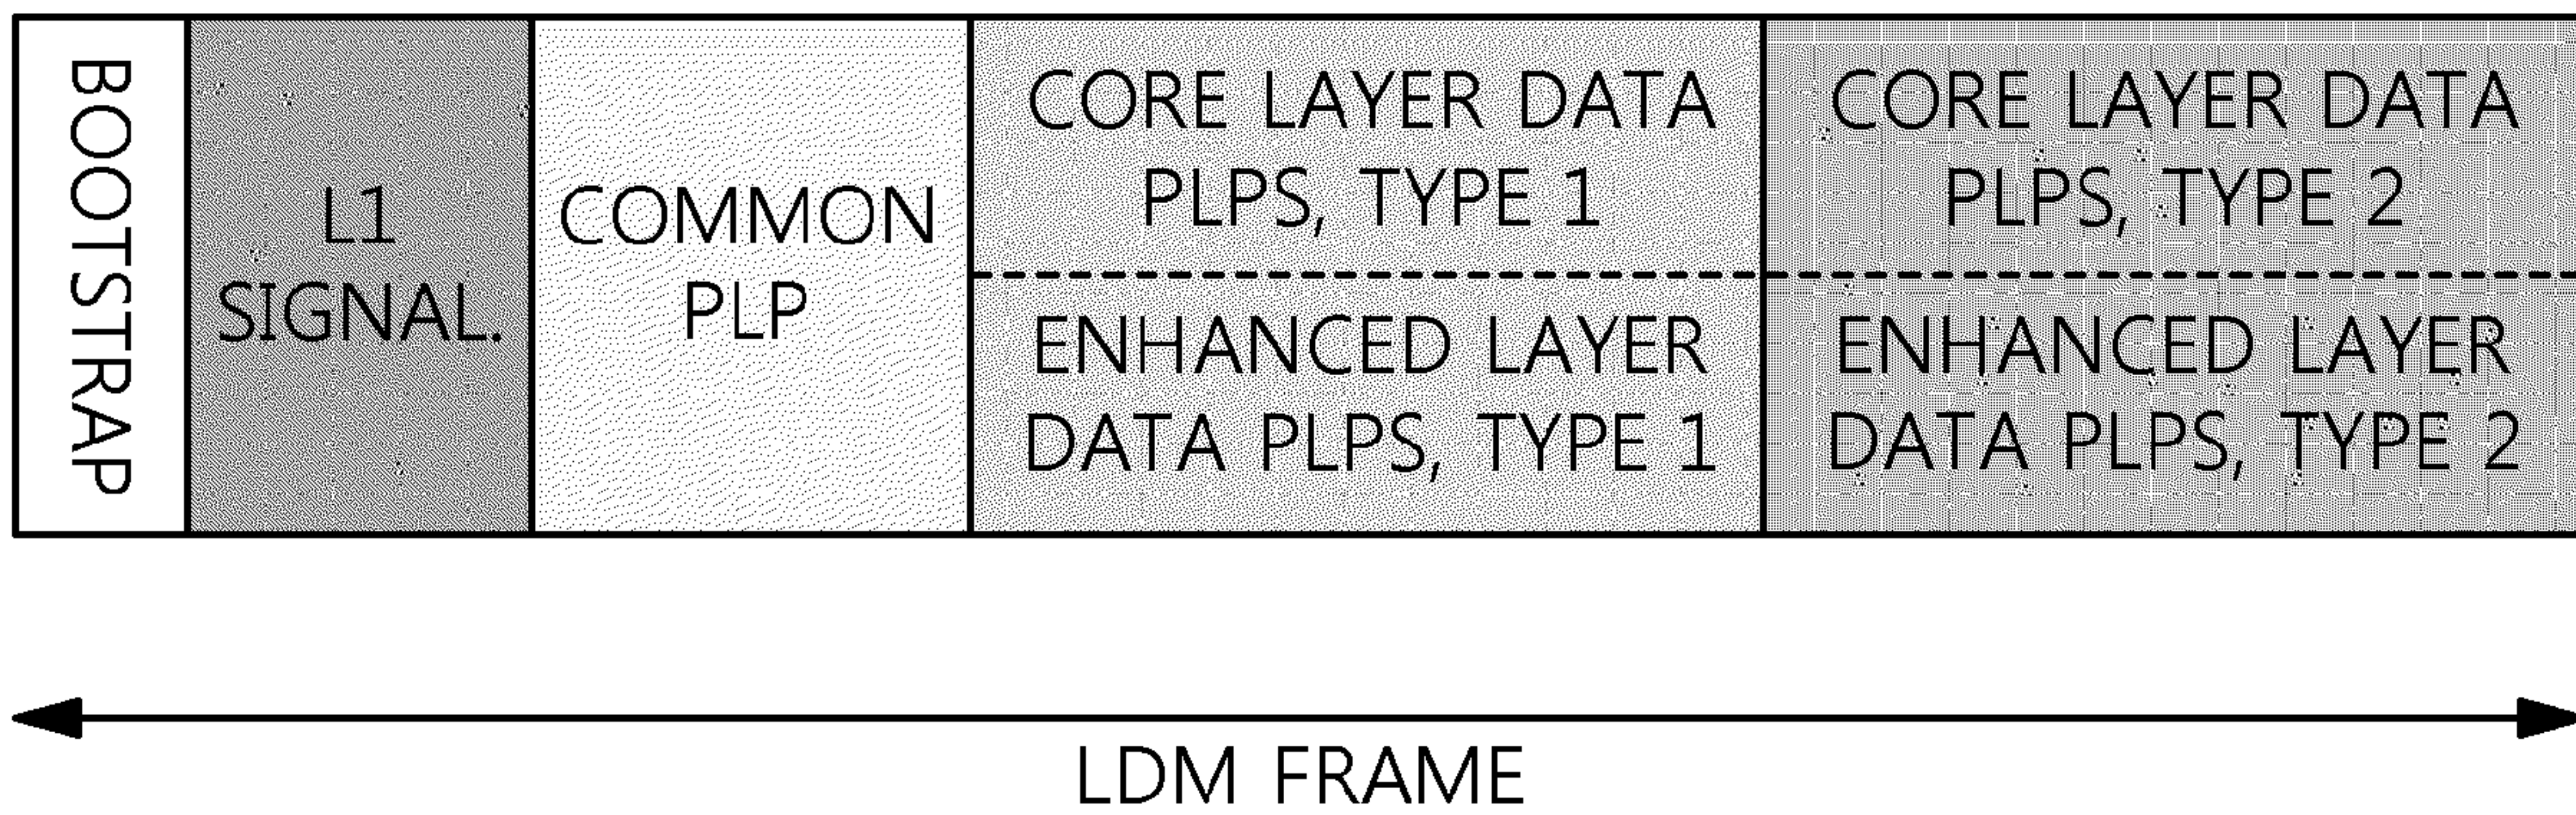 BOOTSTRAP
L1
SIGNAL.
COMMON
PLP
CORE LAYER DATA
PLPS, TYPE 1
ENHANCED LAYER
DATA PLPS, TYPE 1
CORE LAYER DATA
PLPS, TYPE 2
ENHANCED LAYER
DATA PLPS, TYPE 2
LDM FRAME